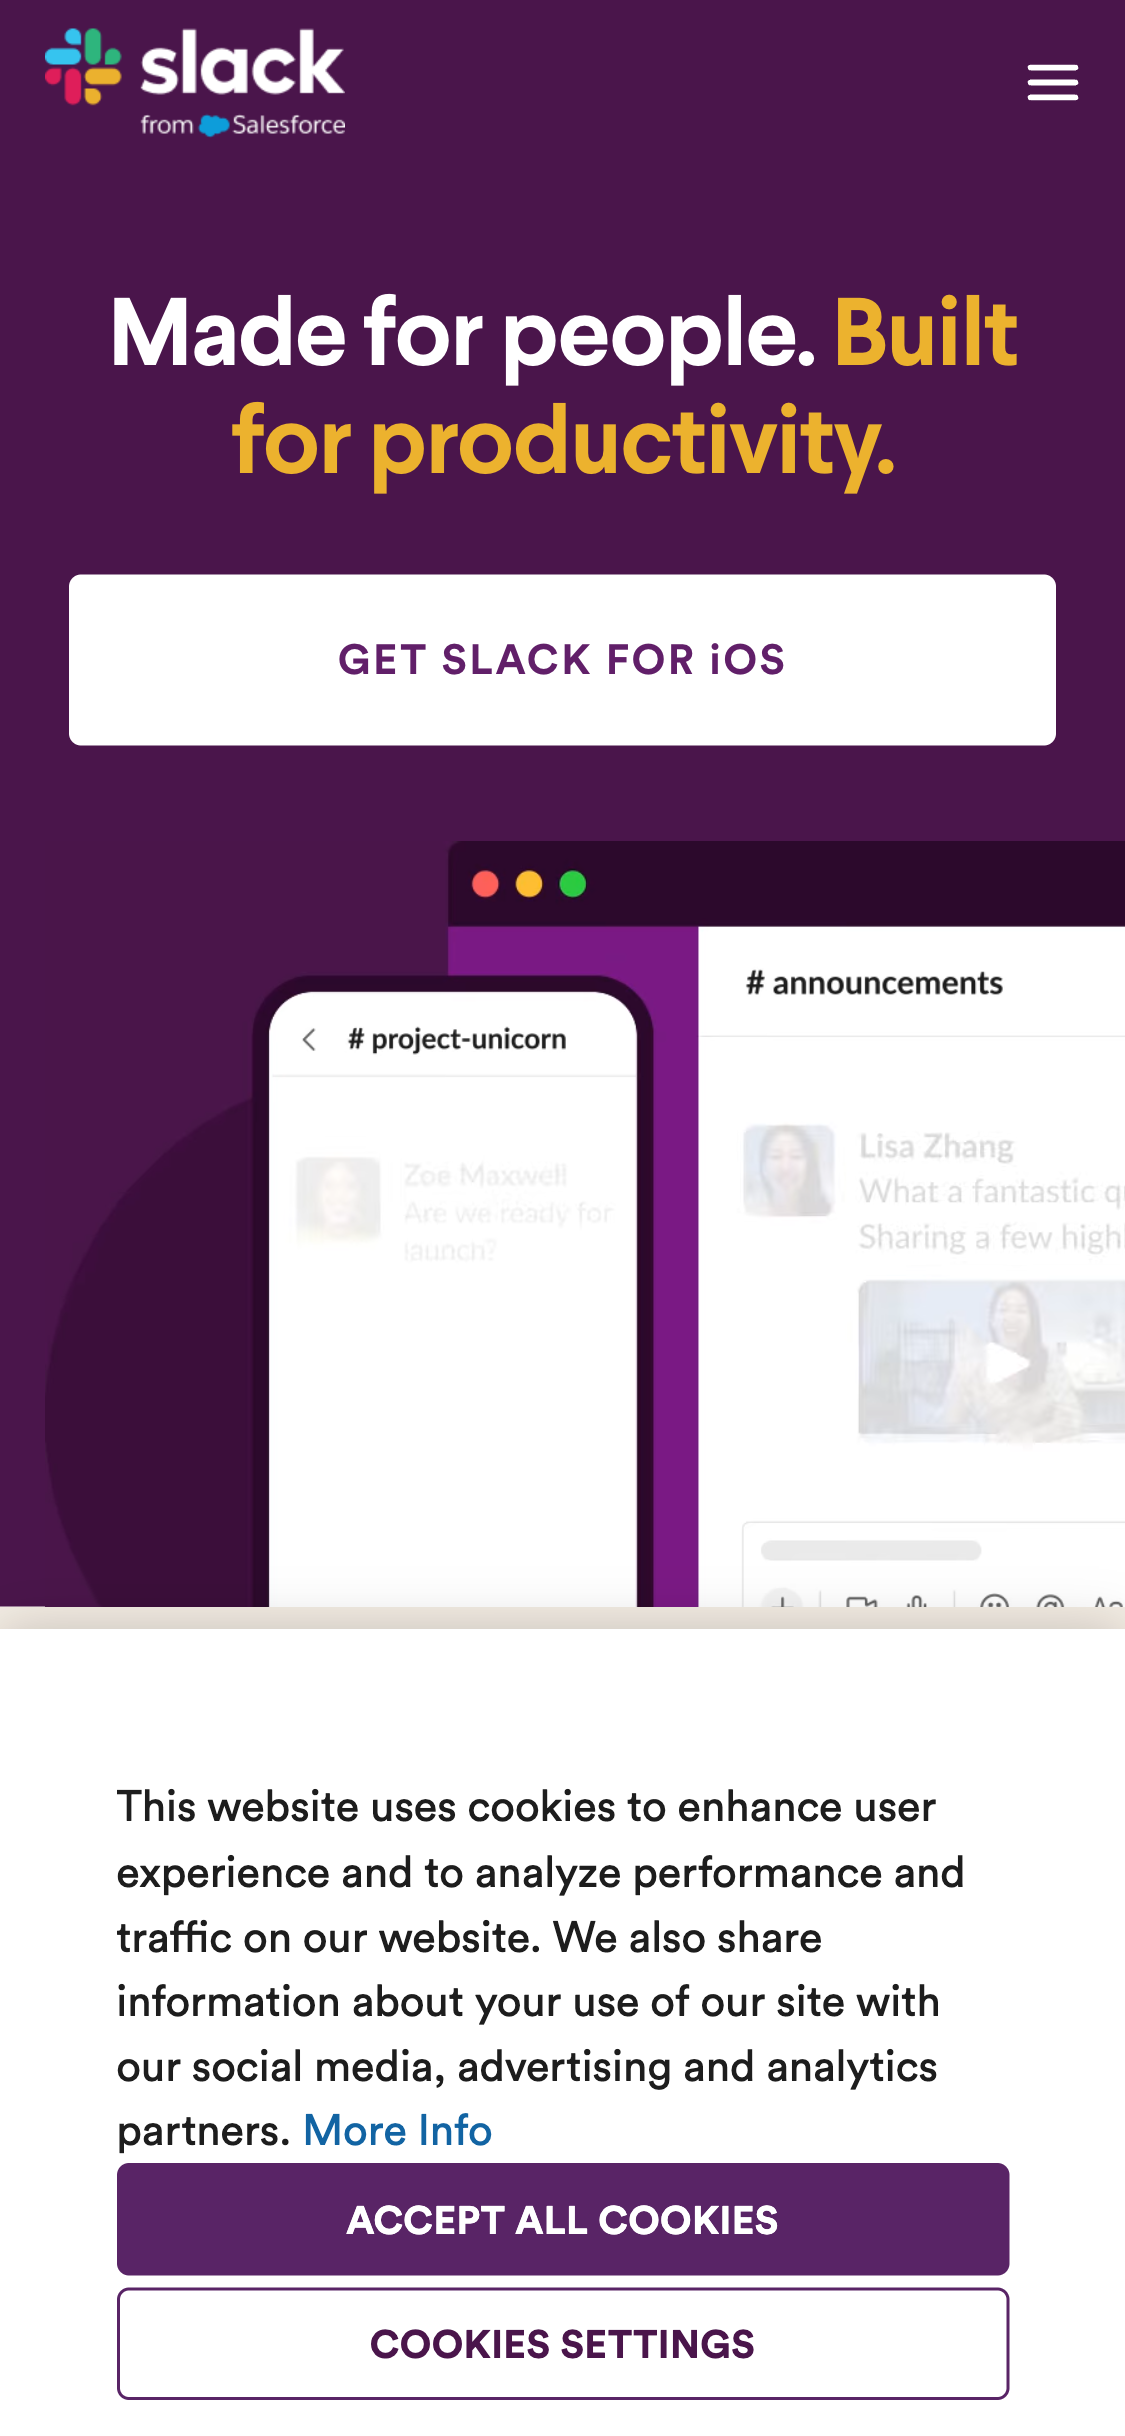 slack
from Salesforce
Made for people. Built
for productivity.
GET SLACK FOR iOS
# announcements
# project-unicorn
Lisa Zhang
What a fantastic
Sharing a few
Zoe Maxwell
Are we ready for
launch?
This website uses cookies to enhance user
experience and to analyze performance and
traffic on our website. We also share
information about your use of our site with
our social media, advertising and analytics
partners. More Info
ACCEPT ALL COOKIES
COOKIES SETTINGS